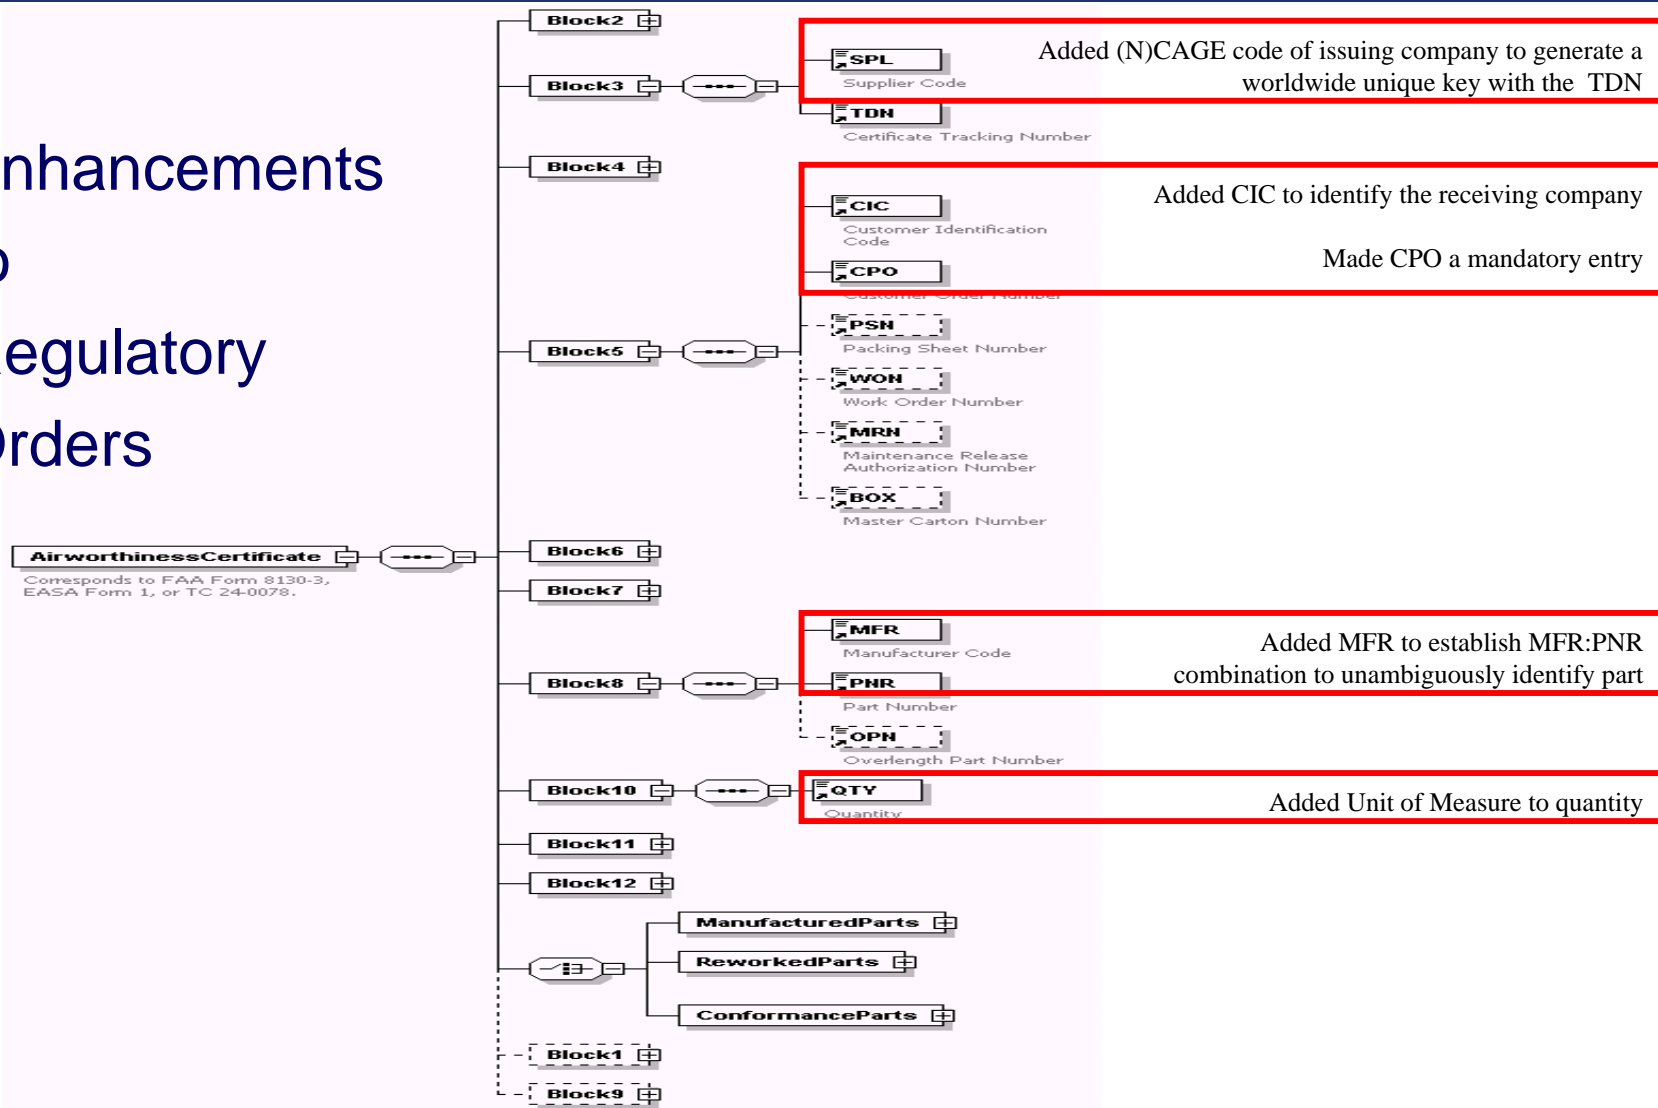 nhancements
o
egulatory
Orders
Block2
Block3
SPL
Supplier Code
Added (N)CAGE code of issuing company to generate a
worldwide unique key with the TDN
TDN
Certificate Tracking Number
Block4
Block5
CIC
Customer Identification
Code
Added CIC to identify the receiving company
CPO
Customer Order Number
Made CPO a mandatory entry
PSN
Packing Sheet Number
WON
Work Order Number
MRN
Maintenance Release
Authorization Number
BOX
Master Carton Number
AirworthinessCertificate
Corresponds to FAA Form 8130-3,
EASA Form 1, or TC 24-0078.
Block6
Block7
Block8
MFR
Manufacturer Code
Added MFR to establish MFR:PNR
combination to unambiguously identify part
PNR
Part Number
OPN
Overlength Part Number
Block10
QTY
Quantity
Added Unit of Measure to quantity
Block11
Block12
ManufacturedParts
ReworkedParts
ConformanceParts
Block1
Block9